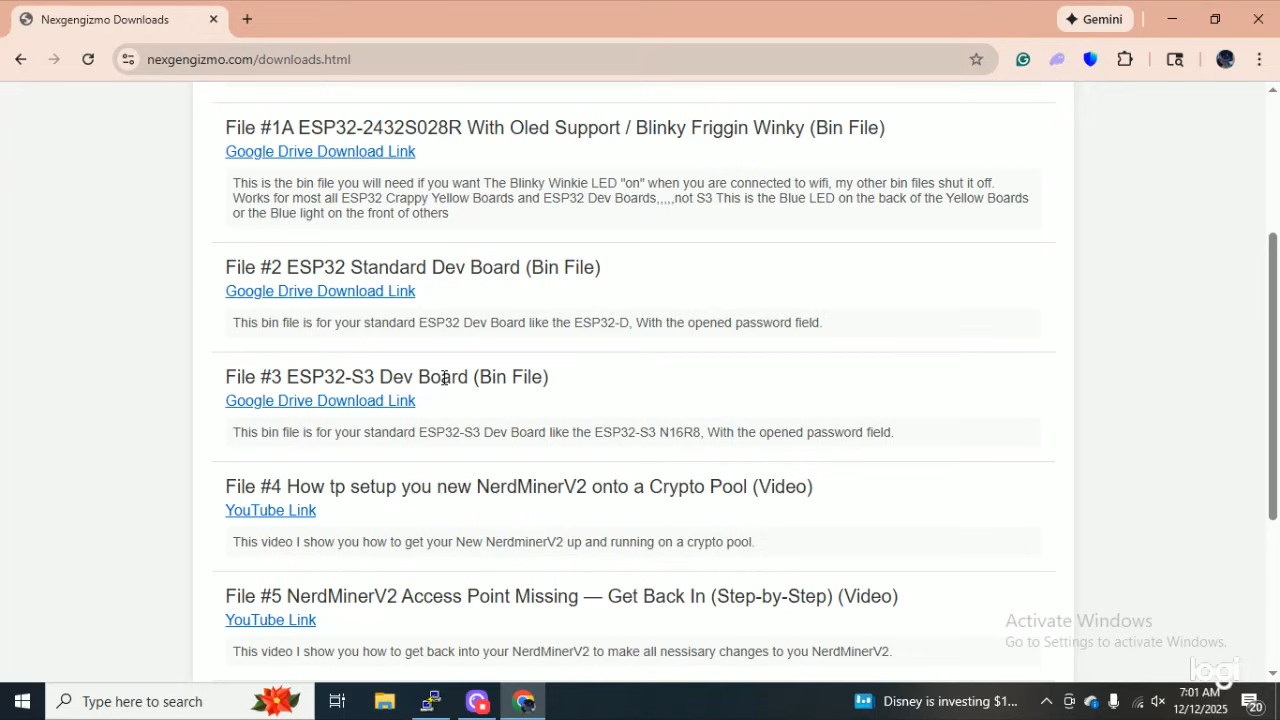 Nexgengizmo Downloads
Gemini
nexgengizmo.com/downloads.html
File #1A ESP32-2432S028R With Oled Support / Blinky Friggin Winky (Bin File)
Google Drive Download Link
This is the bin file you will need if you want The Blinky Winkie LED "on" when you are connected to wifi, my other bin files shut it off.
Works for most all ESP32 Crappy Yellow Boards and ESP32 Dev Boards,,,,,not S3 This is the Blue LED on the back of the Yellow Boards
or the Blue light on the front of others
File #2 ESP32 Standard Dev Board (Bin File)
Google Drive Download Link
This bin file is for your standard ESP32 Dev Board like the ESP32-D, With the opened password field.
File #3 ESP32-S3 Dev Board (Bin File)
Google Drive Download Link
This bin file is for your standard ESP32-S3 Dev Board like the ESP32-S3 N16R8, With the opened password field.
File #4 How tp setup you new NerdMinerV2 onto a Crypto Pool (Video)
YouTube Link
This video I show you how to get your New NerdminerV2 up and running on a crypto pool.
File #5 NerdMinerV2 Access Point Missing — Get Back In (Step-by-Step) (Video)
YouTube Link
This video I show you how to get back into your NerdMinerV2 to make all nessisary changes to you NerdMinerV2.
Activate Windows
Go to Settings to activate Windows.
logi
Type here to search
Disney is investing $1...
7:01 AM
12/12/2025
20